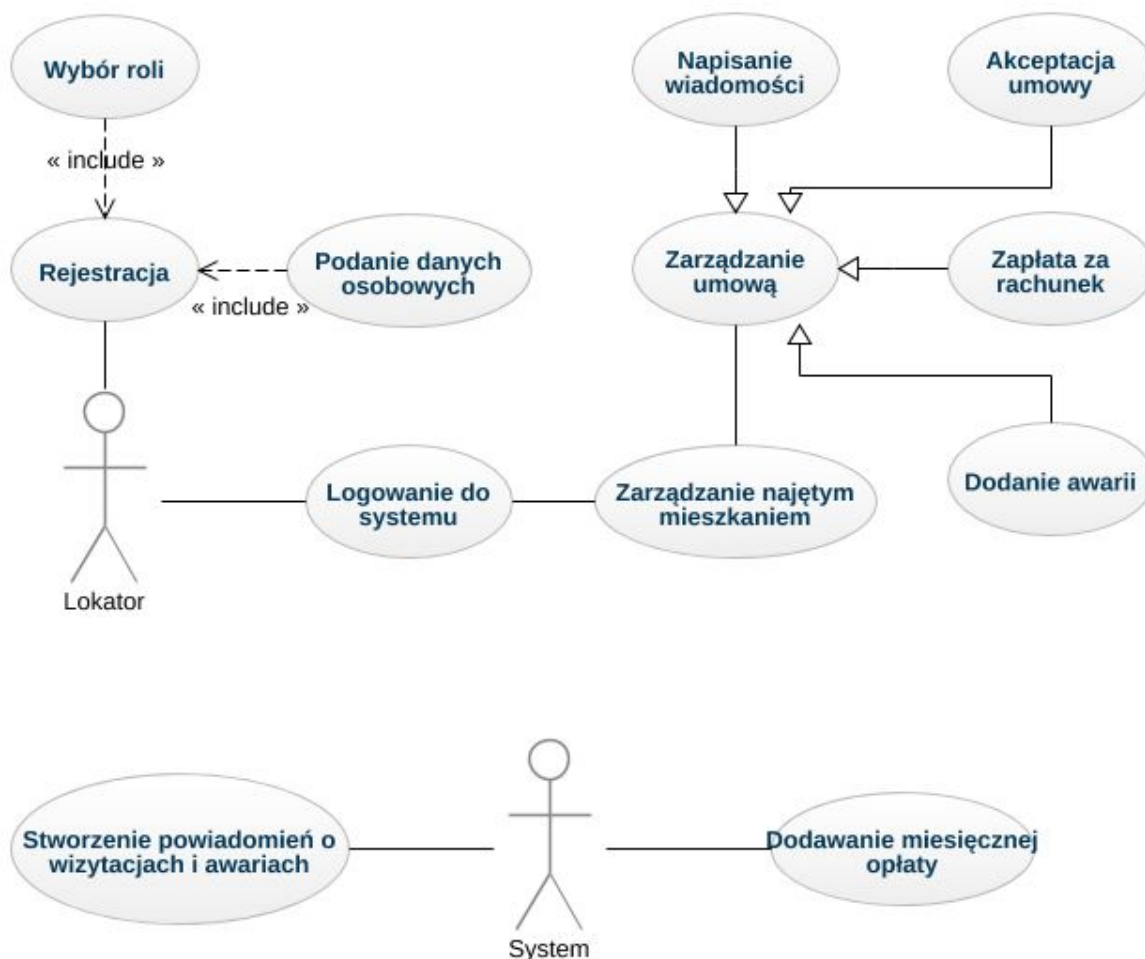 Wybór roli
Napisanie
wiadomości
Akceptacja
umowy
« include »
Rejestracja
Podanie danych
osobowych
« include »
Zarządzanie
umową
Zapłata za
rachunek
Logowanie do
systemu
Zarządzanie najętym
mieszkaniem
Dodanie awarii
Lokator
Stworzenie powiadomień o
wizytacjach i awariach
Dodawanie miesięcznej
opłaty
System